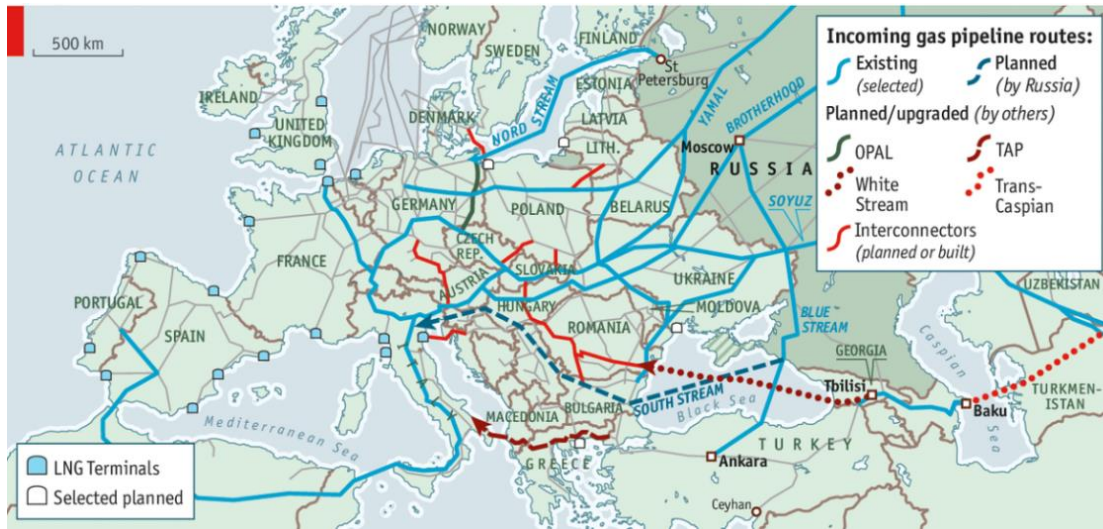 500 km
NORWAY
SWEDEN
FINLAND
St
Petersburg
ESTONIA
LATVIA
LITH.
IRELAND
UNITED
KINGDOM
DENMARK
NORD STREAM
YAMAL
BROTHERHOOD
Moscow
RUSSIA
SOYUZ
ATLANTIC
OCEAN
GERMANY
POLAND
BELARUS
CZECH
REP.
SLOVAKIA
UKRAINE
FRANCE
AUSTRIA
HUNGARY
MOLDOVA
ROMANIA
BLUE
STREAM
PORTUGAL
SPAIN
ITALY
GEORGIA
Tbilisi
Caspian
Sea
UZBEKISTAN
TURKMEN-
ISTAN
Baku
SOUTH STREAM
Black Sea
MACEDONIA
BULGARIA
Mediterranean Sea
GREECE
TURKEY
Ankara
Ceyhan
Incoming gas pipeline routes:
Existing
(selected)
Planned
(by Russia)
Planned/upgraded (by others)
OPAL
TAP
White
Stream
Trans-
Caspian
Interconnectors
(planned or built)
LNG Terminals
Selected planned